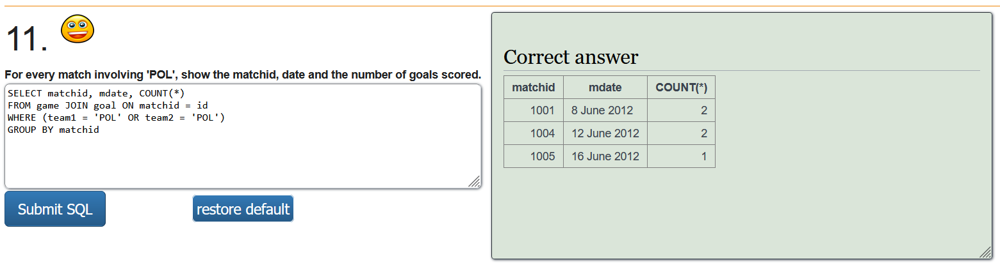 11.
For every match involving 'POL', show the matchid, date and the number of goals scored.
SELECT matchid, mdate, COUNT(*)
FROM game JOIN goal ON matchid = id
WHERE (team1 = 'POL' OR team2 = 'POL')
GROUP BY matchid
Submit SQL
restore default
Correct answer
matchid mdate COUNT(*)
1001 8 June 2012 2
1004 12 June 2012 2
1005 16 June 2012 1